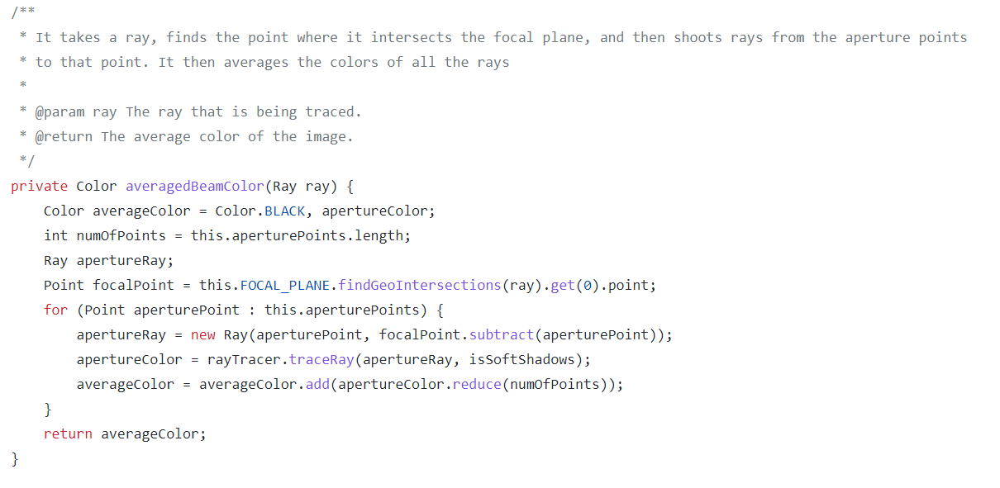 /**
 * It takes a ray, finds the point where it intersects the focal plane, and then shoots rays from the aperture points
 * to that point. It then averages the colors of all the rays
 *
 * @param ray The ray that is being traced.
 * @return The average color of the image.
 */
private Color averagedBeamColor(Ray ray) {
    Color averageColor = Color.BLACK, apertureColor;
    int numOfPoints = this.aperturePoints.length;
    Ray apertureRay;
    Point focalPoint = this.FOCAL_PLANE.findGeoIntersections(ray).get(0).point;
    for (Point aperturePoint : this.aperturePoints) {
        apertureRay = new Ray(aperturePoint, focalPoint.subtract(aperturePoint));
        apertureColor = rayTracer.traceRay(apertureRay, isSoftShadows);
        averageColor = averageColor.add(apertureColor.reduce(numOfPoints));
    }
    return averageColor;
}